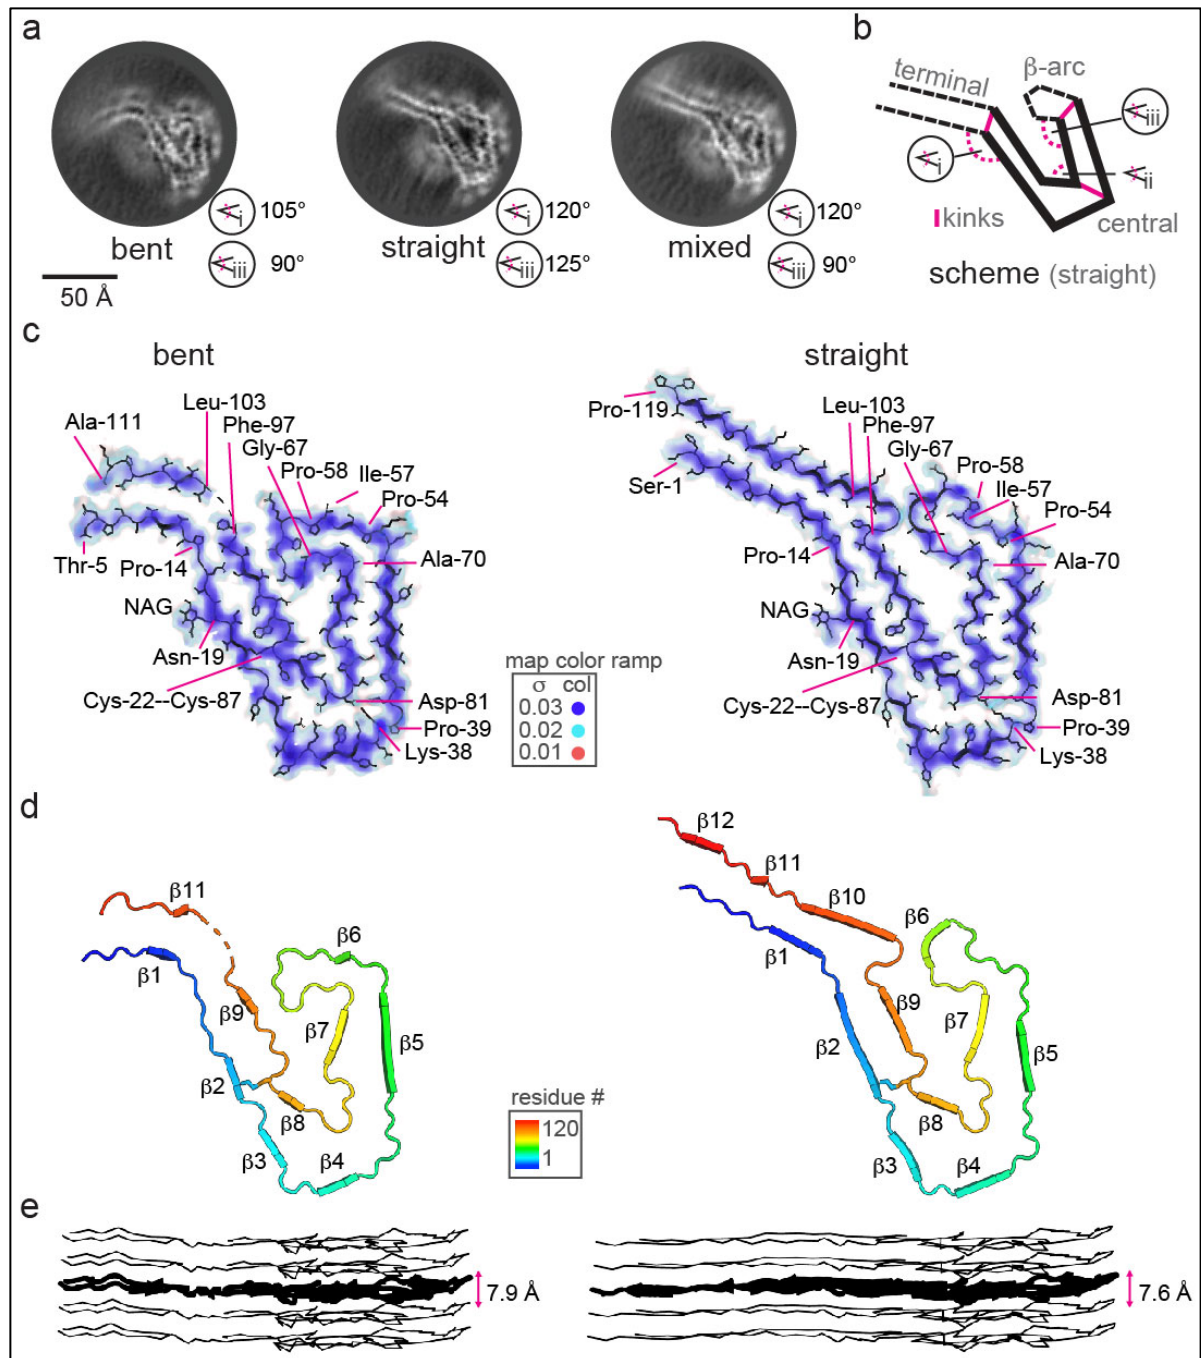 a
b
terminal
β-arc
iii
i
ii
kinks
central
scheme (straight)
i 105°
iii 90°
bent
i 120°
iii 125°
straight
i 120°
iii 90°
mixed
50 Å
c
bent
straight
Ala-111
Leu-103
Phe-97
Gly-67
Pro-58
Ile-57
Pro-54
Ala-70
Thr-5
Pro-14
NAG
Asn-19
Cys-22--Cys-87
Asp-81
Pro-39
Lys-38
map color ramp
σ col
0.03
0.02
0.01
Pro-119
Leu-103
Phe-97
Gly-67
Pro-58
Ile-57
Pro-54
Ser-1
Pro-14
Ala-70
NAG
Asn-19
Cys-22--Cys-87
Asp-81
Pro-39
Lys-38
d
β11
β1
β6
β9
β7
β5
β2
β8
β3
β4
residue #
120
1
β12
β11
β10
β6
β1
β9
β7
β2
β5
β8
β3
β4
e
7.9 Å
7.6 Å